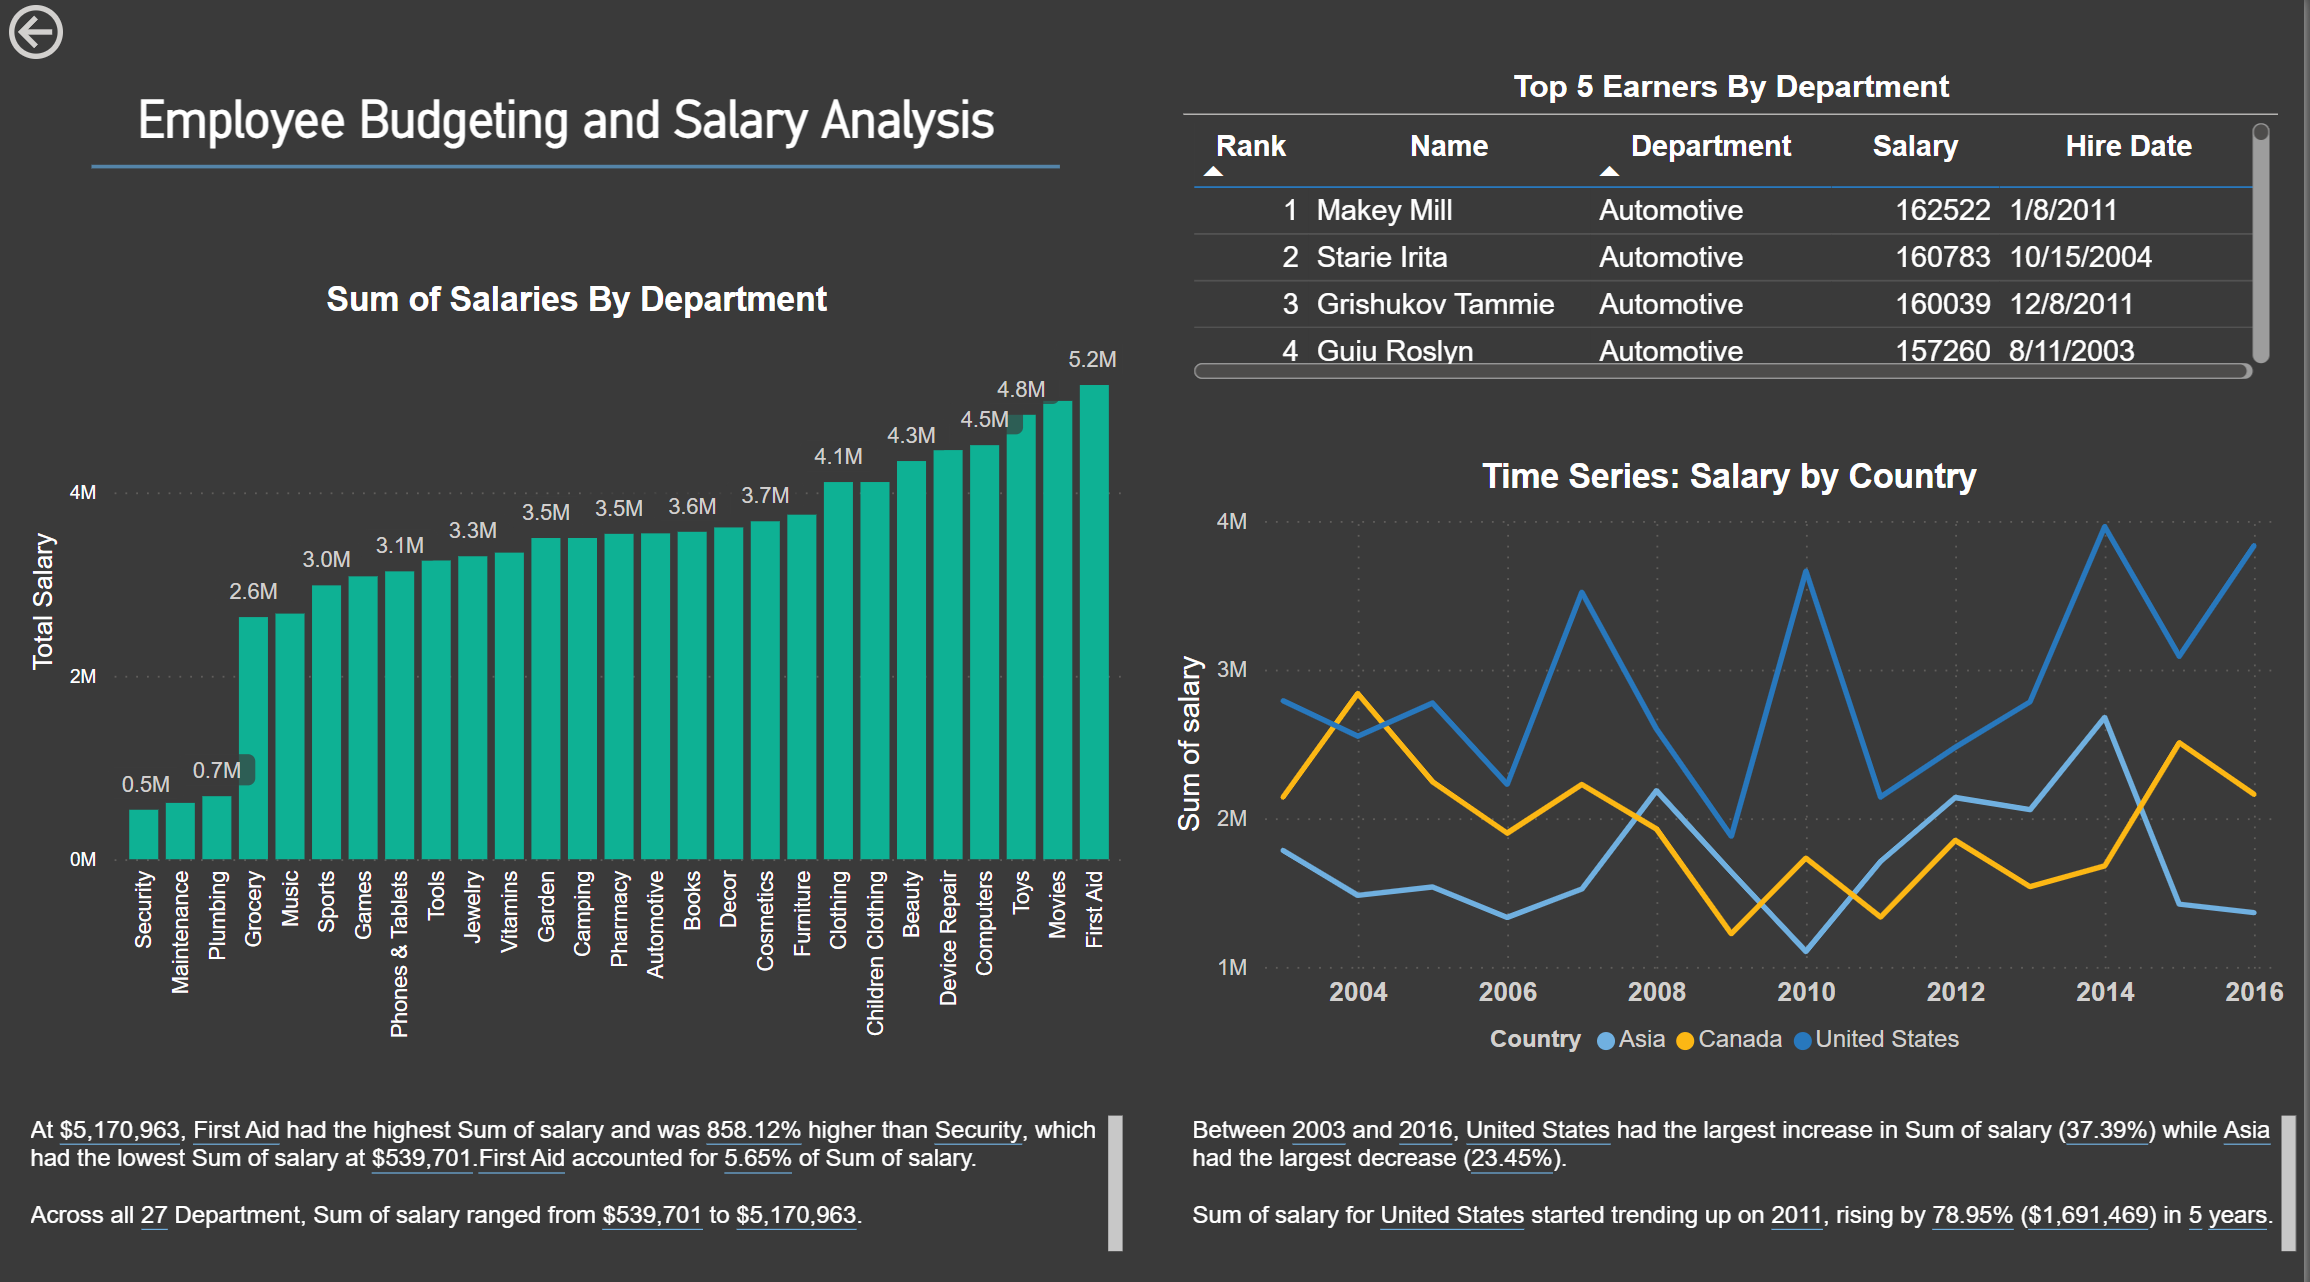 Employee Budgeting and Salary Analysis
Sum of Salaries By Department
Total Salary
4M
2M
0M
0.5M
0.7M
2.6M
3.0M
3.1M
3.3M
3.5M
3.5M
3.6M
3.7M
4.1M
4.3M
4.5M
4.8M
5.2M
Security
Maintenance
Plumbing
Grocery
Music
Sports
Games
Phones & Tablets
Tools
Jewelry
Vitamins
Garden
Camping
Pharmacy
Automotive
Books
Decor
Cosmetics
Furniture
Clothing
Children Clothing
Beauty
Device Repair
Computers
Toys
Movies
First Aid
At $5,170,963, First Aid had the highest Sum of salary and was 858.12% higher than Security, which
had the lowest Sum of salary at $539,701.First Aid accounted for 5.65% of Sum of salary.
Across all 27 Department, Sum of salary ranged from $539,701 to $5,170,963.
Top 5 Earners By Department
Rank Name Department Salary Hire Date
1 Makey Mill Automotive 162522 1/8/2011
2 Starie Irita Automotive 160783 10/15/2004
3 Grishukov Tammie Automotive 160039 12/8/2011
4 Guiu Roslyn Automotive 157260 8/11/2003
Time Series: Salary by Country
Sum of salary
4M
3M
2M
1M
2004 2006 2008 2010 2012 2014 2016
Country Asia Canada United States
Between 2003 and 2016, United States had the largest increase in Sum of salary (37.39%) while Asia
had the largest decrease (23.45%).
Sum of salary for United States started trending up on 2011, rising by 78.95% ($1,691,469) in 5 years.